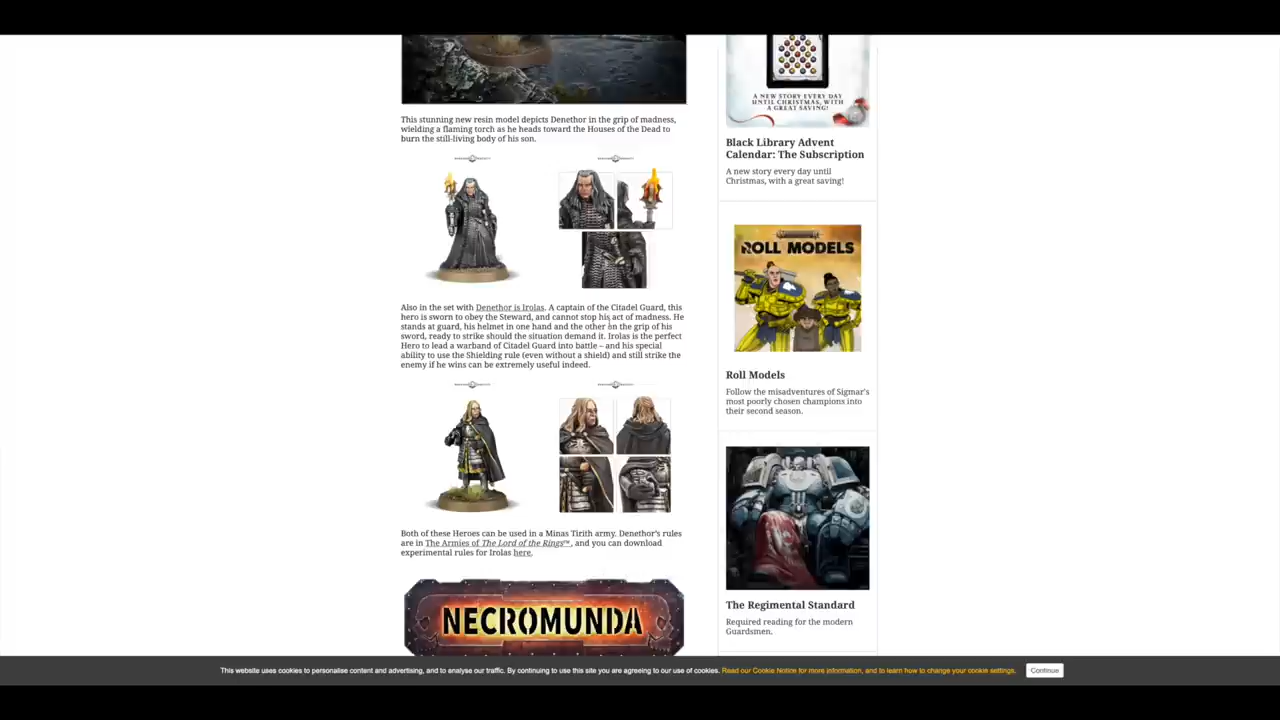 This stunning new resin model depicts Denethor in the grip of madness,
wielding a flaming torch as he heads toward the Houses of the Dead to
burn the still-living body of his son.
Also in the set with Denethor is Irolas. A captain of the Citadel Guard, this
hero is sworn to obey the Steward, and cannot stop his act of madness. He
stands at guard, his helmet in one hand and the other on the grip of his
sword, ready to strike should the situation demand it. Irolas is the perfect
Hero to lead a warband of Citadel Guard into battle – and his special
ability to use the Shielding rule (even without a shield) and still strike the
enemy if he wins can be extremely useful indeed.
Both of these Heroes can be used in a Minas Tirith army. Denethor's rules
are in The Armies of The Lord of the Rings™, and you can download
experimental rules for Irolas here.
NECROMUNDA
A NEW STORY EVERY DAY
UNTIL CHRISTMAS, WITH
A GREAT SAVING!
Black Library Advent
Calendar: The Subscription
A new story every day until
Christmas, with a great saving!
ROLL MODELS
Roll Models
Follow the misadventures of Sigmar's
most poorly chosen champions into
their second season.
The Regimental Standard
Required reading for the modern
Guardsmen.
This website uses cookies to personalise content and advertising, and to analyse our traffic. By continuing to use this site you are agreeing to our use of cookies. Read our Cookie Notice for more information, and to learn how to change your cookie settings. Continue